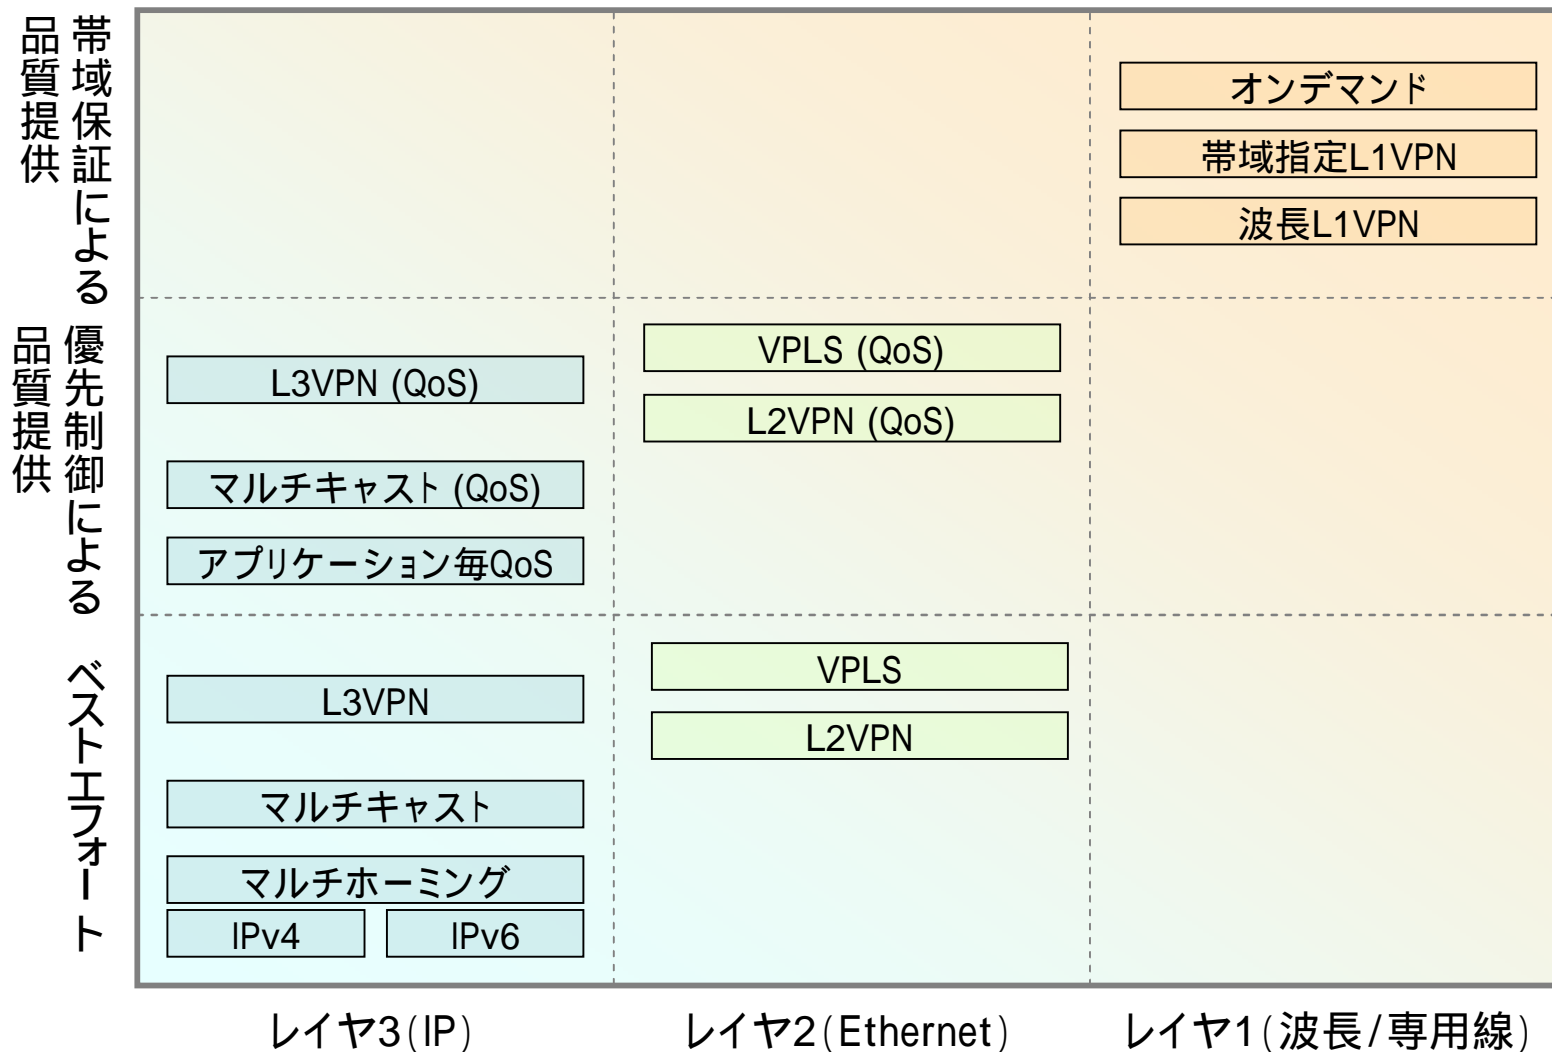 帯域保証による
品質提供
オンデマンド
帯域指定L1VPN
波長L1VPN
優先制御による
品質提供
L3VPN (QoS)
マルチキャスト (QoS)
アプリケーション毎QoS
VPLS (QoS)
L2VPN (QoS)
ベストエフォート
L3VPN
マルチキャスト
マルチホーミング
IPv4
IPv6
VPLS
L2VPN
レイヤ3(IP)
レイヤ2(Ethernet)
レイヤ1(波長/専用線)